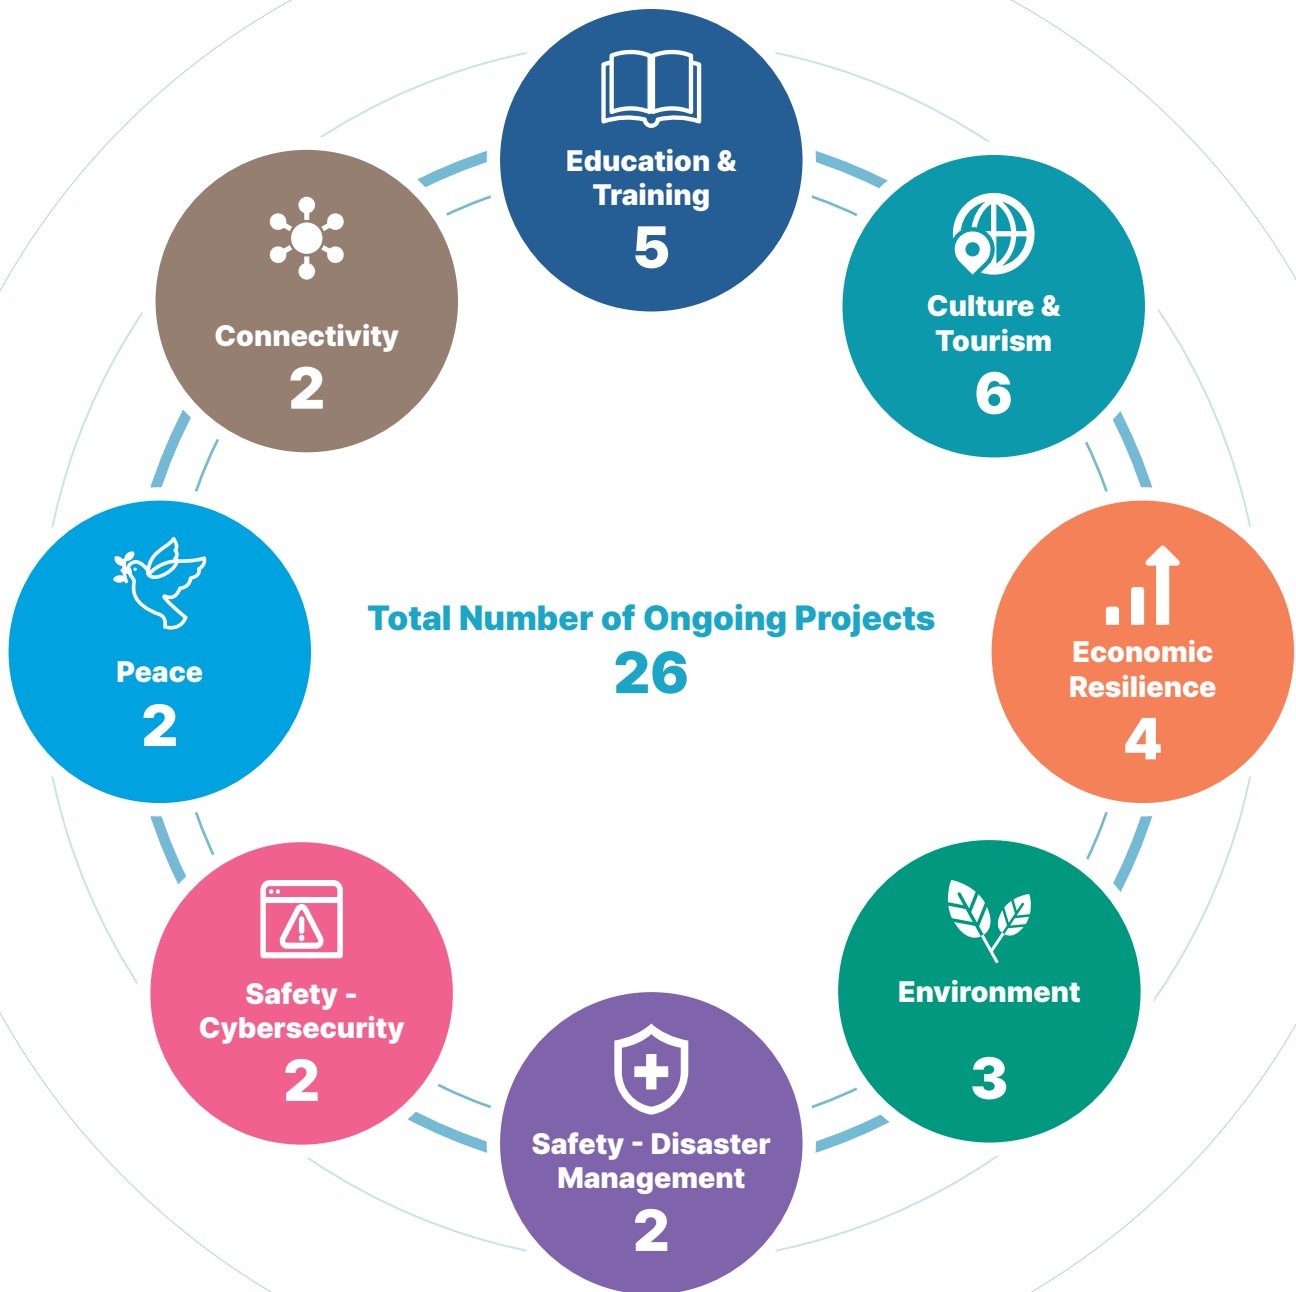 Education &
Training
5
Culture &
Tourism
6
Economic
Resilience
4
Environment
3
Safety - Disaster
Management
2
Safety -
Cybersecurity
2
Peace
2
Connectivity
2
Total Number of Ongoing Projects
26